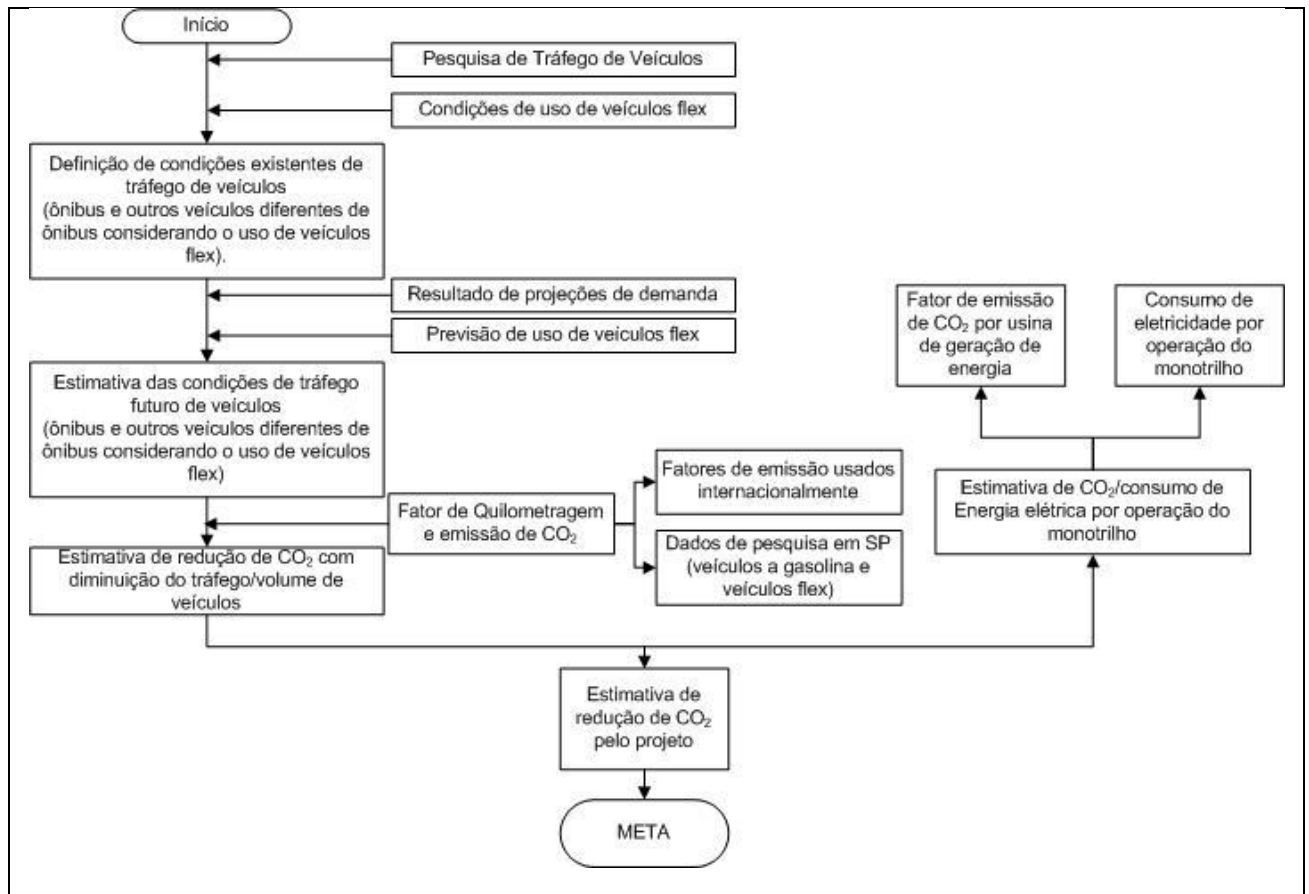 Início
Pesquisa de Tráfego de Veículos
Condições de uso de veículos flex
Definição de condições existentes de
tráfego de veículos
(ônibus e outros veículos diferentes de
ônibus considerando o uso de veículos
flex).
Resultado de projeções de demanda
Previsão de uso de veículos flex
Estimativa das condições de tráfego
futuro de veículos
(ônibus e outros veículos diferentes de
ônibus considerando o uso de veículos
flex)
Fator de Quilometragem
e emissão de CO₂
Fatores de emissão usados
internacionalmente
Dados de pesquisa em SP
(veículos a gasolina e
veículos flex)
Estimativa de redução de CO₂ com
diminuição do tráfego/volume de
veículos
Fator de emissão
de CO₂ por usina
de geração de
energia
Consumo de
eletricidade por
operação do
monotrilho
Estimativa de CO₂/consumo de
Energia elétrica por operação do
monotrilho
Estimativa de
redução de CO₂
pelo projeto
META